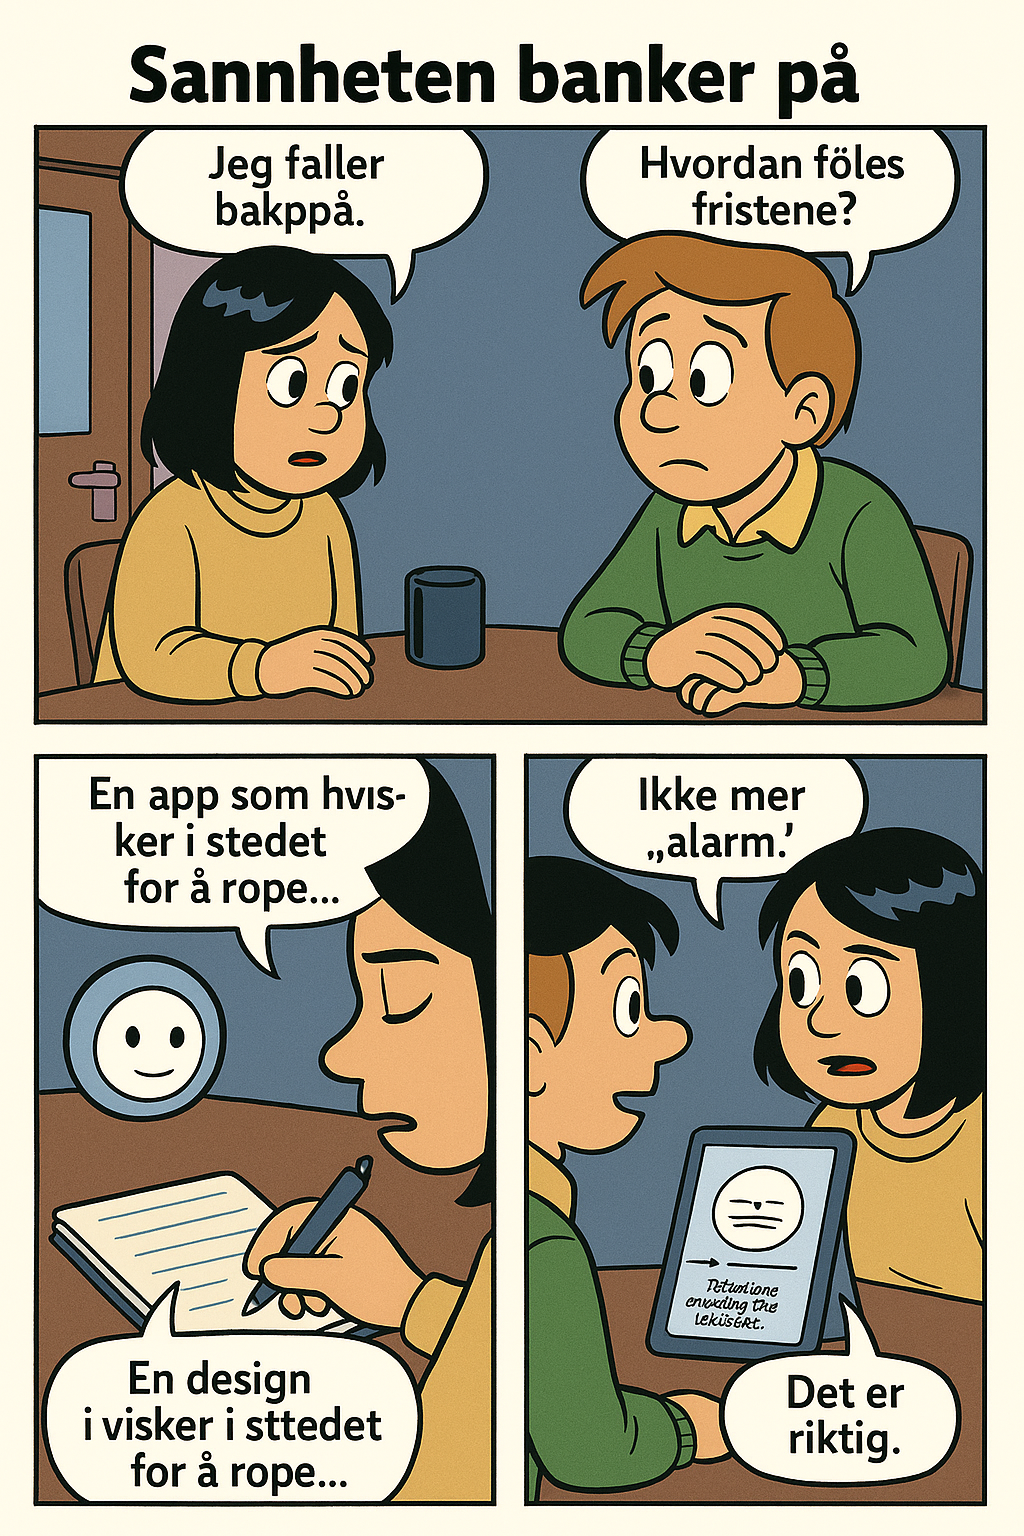 Sannheten banker på
Jeg faller
bakppå.
Hvordan föles
fristene?
En app som hvis-
ker i stedet
for å rope...
En design
i visker i sttedet
for å rope...
Ikke mer
„alarm.’
the
Det er
riktig.